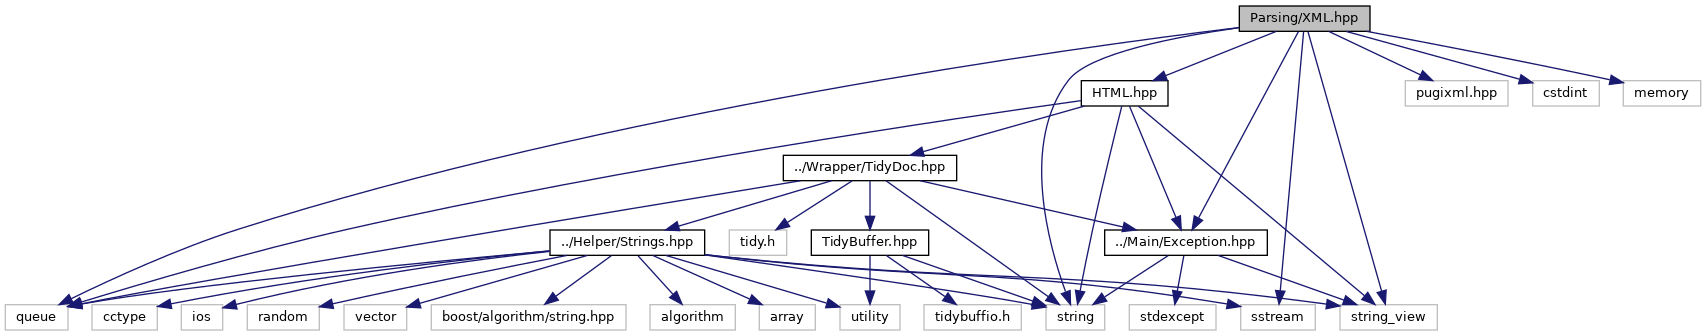 Parsing/XML.hpp
HTML.hpp
pugixml.hpp
cstdint
memory
../Wrapper/TidyDoc.hpp
../Helper/Strings.hpp
tidy.h
TidyBuffer.hpp
../Main/Exception.hpp
queue
cctype
ios
random
vector
boost/algorithm/string.hpp
algorithm
array
utility
tidybuffio.h
string
stdexcept
sstream
string_view